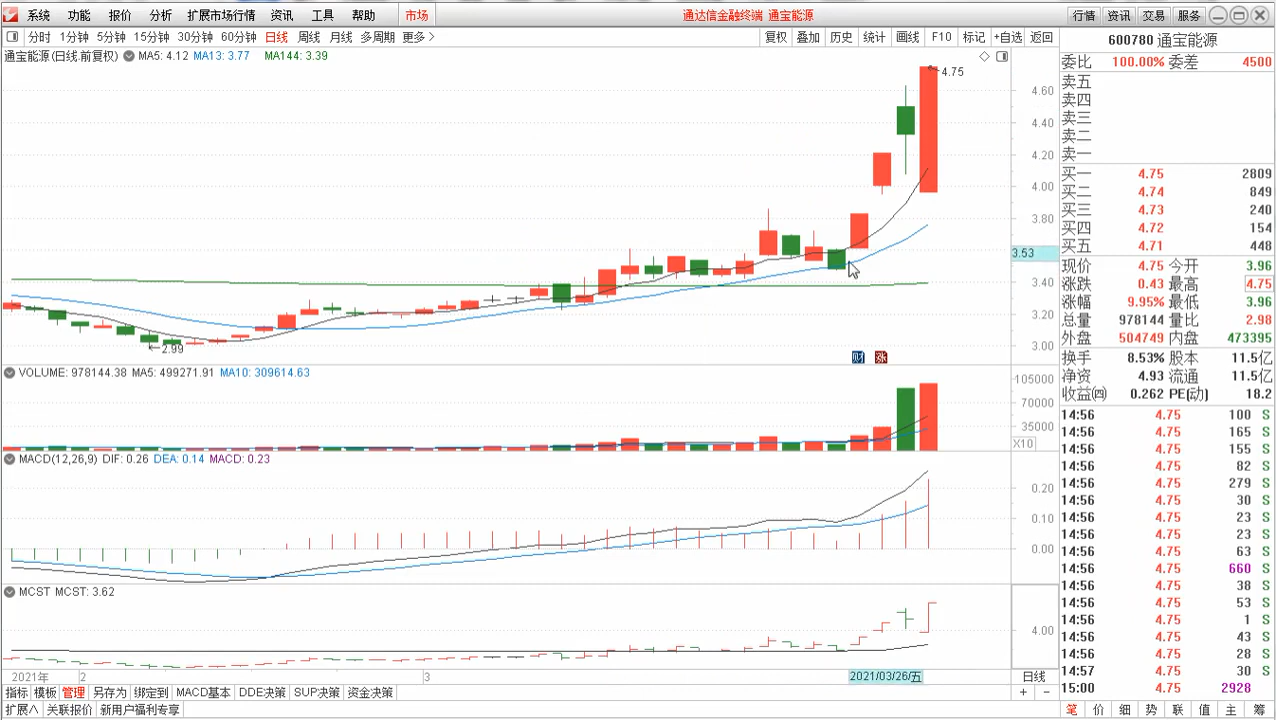 系统 功能 报价 分析 扩展市场行情 资讯 工具 帮助 市场 通达信金融终端 通宝能源 行情 资讯 交易 服务
分时 1分钟 5分钟 15分钟 30分钟 60分钟 日线 周线 月线 多周期 更多> 复权 叠加 历史 统计 画线 F10 标记 +自选 返回
通宝能源(日线.前复权) MA5: 4.12 MA13: 3.77 MA144: 3.39
4.75
4.60
4.40
4.20
4.00
3.80
3.53
3.40
3.20
3.00
2.99
财 涨
VOLUME: 978144.38 MA5: 499271.91 MA10: 309614.63
105000
70000
35000
X10
MACD(12,26,9) DIF: 0.26 DEA: 0.14 MACD: 0.23
0.20
0.10
0.00
MCST MCST: 3.62
4.00
2021年 2 3 2021/03/26/五 日线
指标 模板 管理 另存为 绑定到 MACD基本 DDE决策 SUP决策 资金决策 + -
扩展∧ 关联报价 新用户福利专享
600780 通宝能源
委比 100.00% 委差 4500
卖五
卖四
卖三
卖二
卖一
买一 4.75 2809
买二 4.74 849
买三 4.73 240
买四 4.72 154
买五 4.71 448
现价 4.75 今开 3.96
涨跌 0.43 最高 4.75
涨幅 9.95% 最低 3.96
总量 978144 量比 2.98
外盘 504749 内盘 473395
换手 8.53% 股本 11.5亿
净资 4.93 流通 11.5亿
收益㈣ 0.262 PE(动) 18.2
14:56 4.75 100 S
14:56 4.75 165 S
14:56 4.75 155 S
14:56 4.75 82 S
14:56 4.75 279 S
14:56 4.75 30 S
14:56 4.75 23 S
14:56 4.75 23 S
14:56 4.75 63 S
14:56 4.75 660 S
14:56 4.75 38 S
14:56 4.75 53 S
14:56 4.75 1 S
14:56 4.75 43 S
14:56 4.75 28 S
14:57 4.75 30 S
15:00 4.75 2928
笔 价 细 势 联 值 主 筹